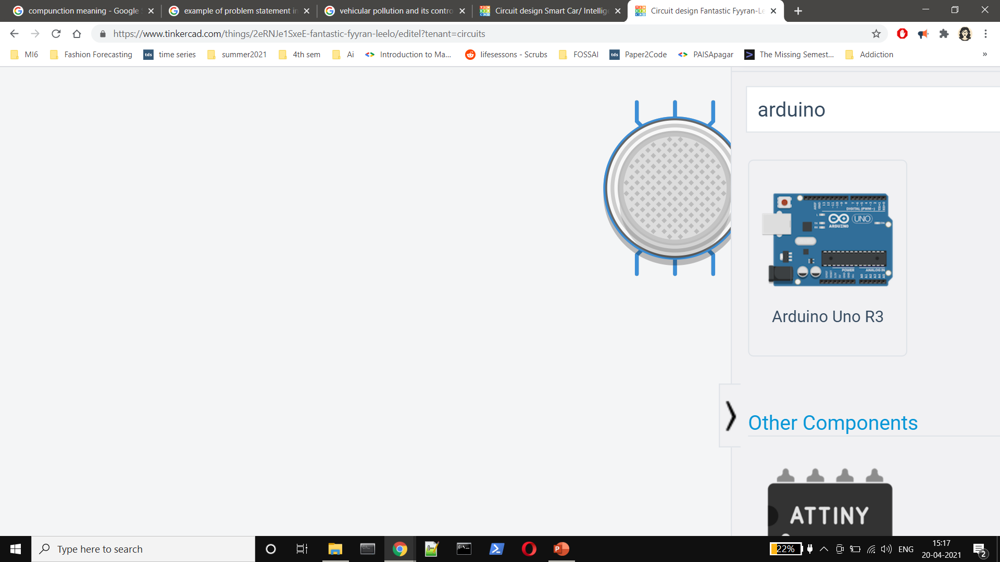 compunction meaning - Google
example of problem statement in
vehicular pollution and its contro
Circuit design Smart Car/ Intellige
Circuit design Fantastic Fyyran-Le
https://www.tinkercad.com/things/2eRNJe1SxeE-fantastic-fyyran-leelo/editel?tenant=circuits
MI6
Fashion Forecasting
tds time series
summer2021
4th sem
Ai
Introduction to Ma...
lifesessons - Scrubs
FOSSAI
tds Paper2Code
PAISApagar
The Missing Semest...
Addiction
»
arduino
DIGITAL (PWM~)
UNO
ARDUINO
POWER
ANALOG IN
Arduino Uno R3
Other Components
ATTINY
Type here to search
22%
ENG
15:17
20-04-2021
2